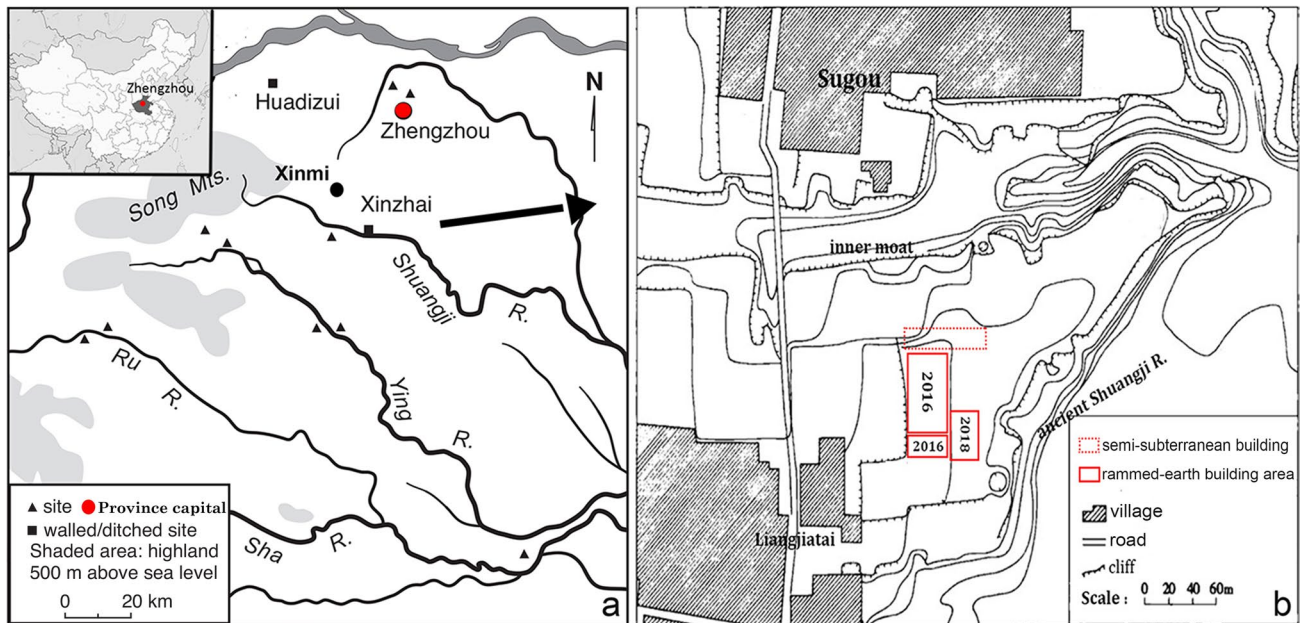 Zhengzhou
Huadizui
Zhengzhou
N
Song Mts.
Xinmi
Xinzhai
Shuangji
R.
Ru
R.
Ying
R.
Sha
R.
▲ site ● Province capital
■ walled/ditched site
Shaded area: highland
500 m above sea level
0 20 km
a
Sugou
inner moat
2016
2018
2016
ancient Shuangji R.
Liangjiatai
semi-subterranean building
rammed-earth building area
village
road
cliff
Scale : 0 20 40 60m
b